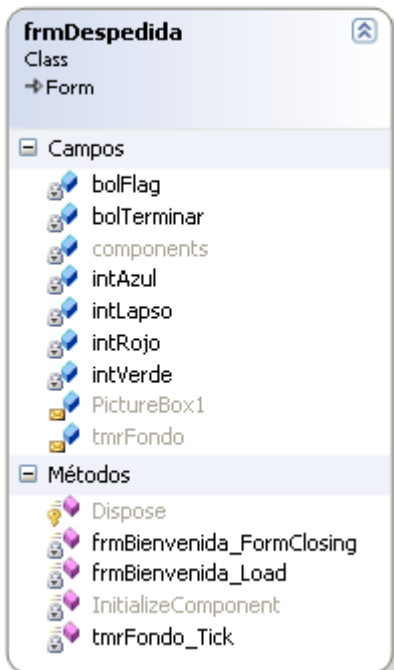 frmDespedida
Class
Form
Campos
bolFlag
bolTerminar
components
intAzul
intLapso
intRojo
intVerde
PictureBox1
tmrFondo
Métodos
Dispose
frmBienvenida_FormClosing
frmBienvenida_Load
InitializeComponent
tmrFondo_Tick